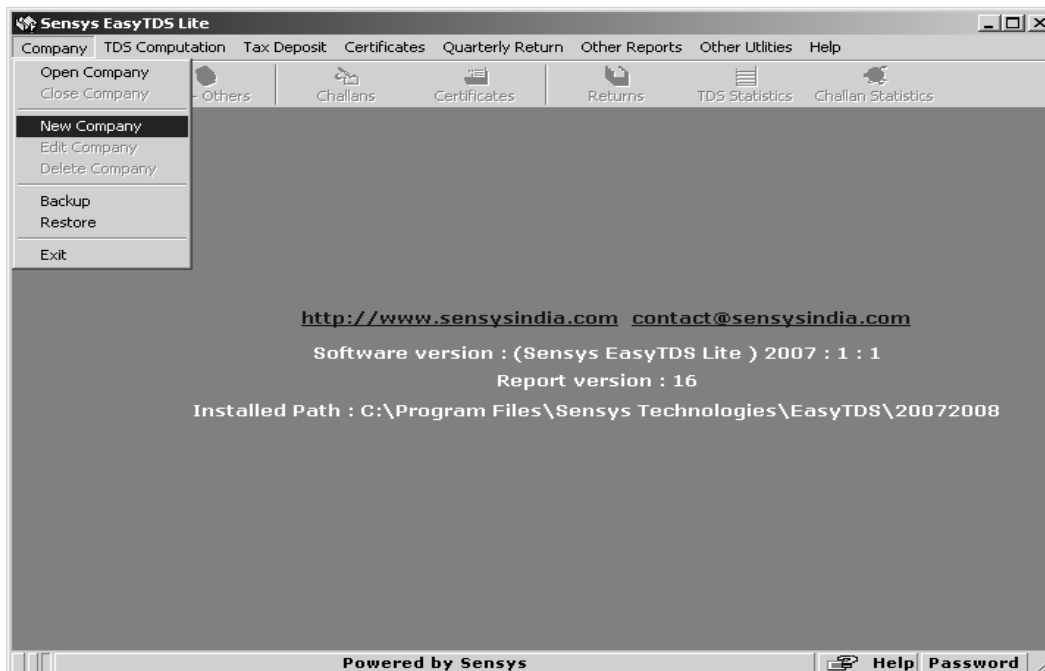 Sensys EasyTDS Lite
Company TDS Computation Tax Deposit Certificates Quarterly Return Other Reports Other Utlities Help
Open Company
Close Company
- Others Challans Certificates Returns TDS Statistics Challan Statistics
New Company
Edit Company
Delete Company
Backup
Restore
Exit
http://www.sensysindia.com contact@sensysindia.com
Software version : (Sensys EasyTDS Lite ) 2007 : 1 : 1
Report version : 16
Installed Path : C:\Program Files\Sensys Technologies\EasyTDS\20072008
Powered by Sensys Help Password